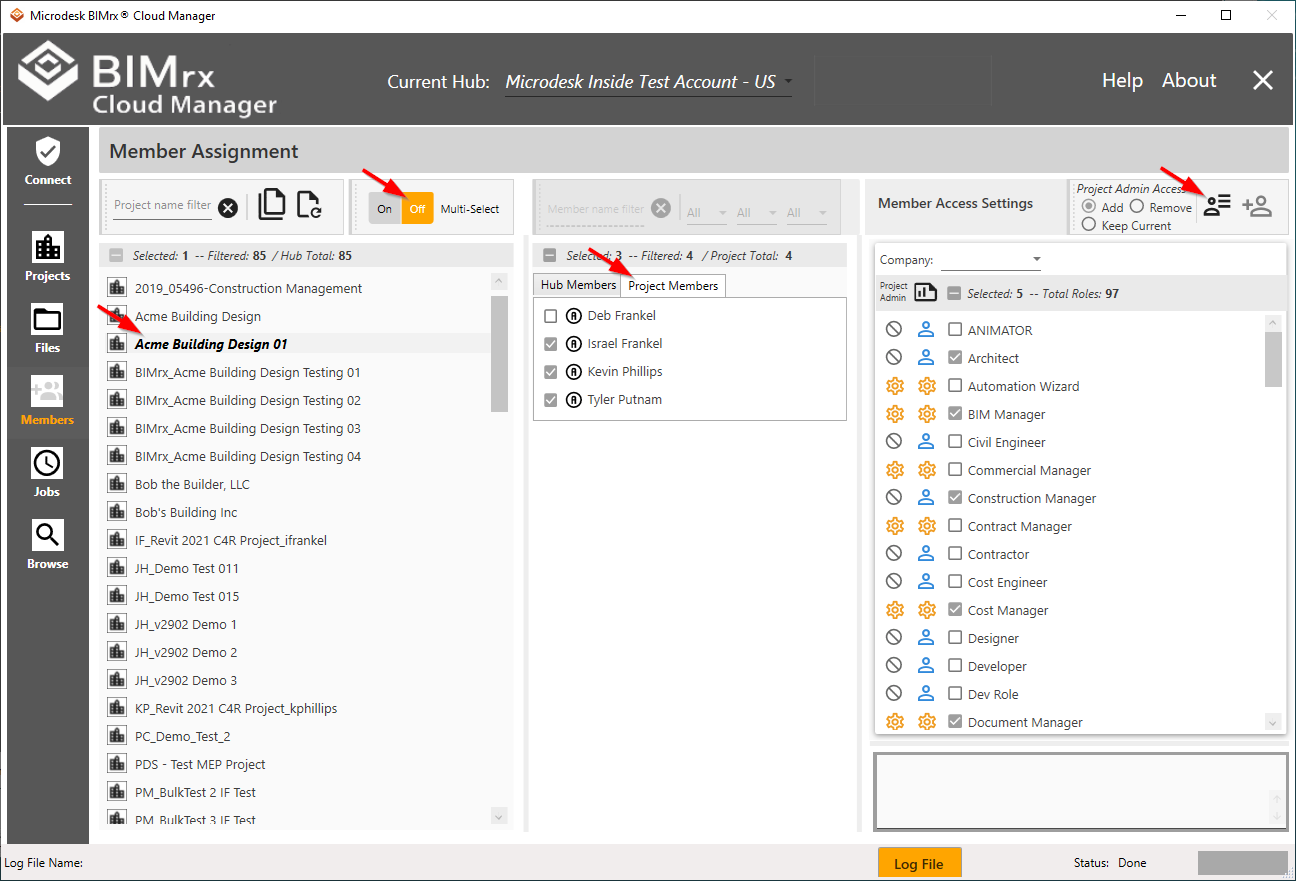 Microdesk BIMrx® Cloud Manager
BIMrx
Cloud Manager
Current Hub: Microdesk Inside Test Account - US
Help About
Connect
Projects
Files
Members
Jobs
Browse
Member Assignment
Project name filter
On Off Multi-Select
Selected: 1 -- Filtered: 85 / Hub Total: 85
2019_05496-Construction Management
Acme Building Design
Acme Building Design 01
BIMrx_Acme Building Design Testing 01
BIMrx_Acme Building Design Testing 02
BIMrx_Acme Building Design Testing 03
BIMrx_Acme Building Design Testing 04
Bob the Builder, LLC
Bob's Building Inc
IF_Revit 2021 C4R Project_ifrankel
JH_Demo Test 011
JH_Demo Test 015
JH_v2902 Demo 1
JH_v2902 Demo 2
JH_v2902 Demo 3
KP_Revit 2021 C4R Project_kphillips
PC_Demo_Test_2
PDS - Test MEP Project
PM_BulkTest 2 IF Test
PM_BulkTest 3 IF Test
Member name filter
All All All
Selected: 3 -- Filtered: 4 / Project Total: 4
Hub Members Project Members
A Deb Frankel
A Israel Frankel
A Kevin Phillips
A Tyler Putnam
Member Access Settings
Project Admin Access
Add Remove
Keep Current
Company:
Project
Admin
Selected: 5 -- Total Roles: 97
ANIMATOR
Architect
Automation Wizard
BIM Manager
Civil Engineer
Commercial Manager
Construction Manager
Contract Manager
Contractor
Cost Engineer
Cost Manager
Designer
Developer
Dev Role
Document Manager
Log File Name:
Log File
Status: Done